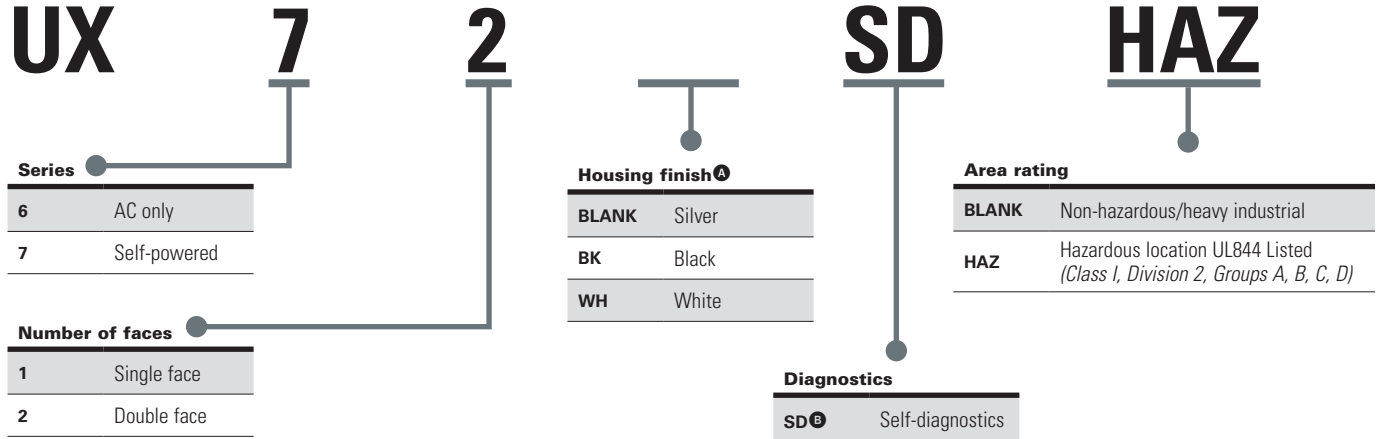 UX 7 2 SD HAZ
Series
6 AC only
7 Self-powered
Number of faces
1 Single face
2 Double face
Housing finishⒶ
BLANK Silver
BK Black
WH White
Diagnostics
SDⒷ Self-diagnostics
Area rating
BLANK Non-hazardous/heavy industrial
HAZ Hazardous location UL844 Listed
(Class I, Division 2, Groups A, B, C, D)